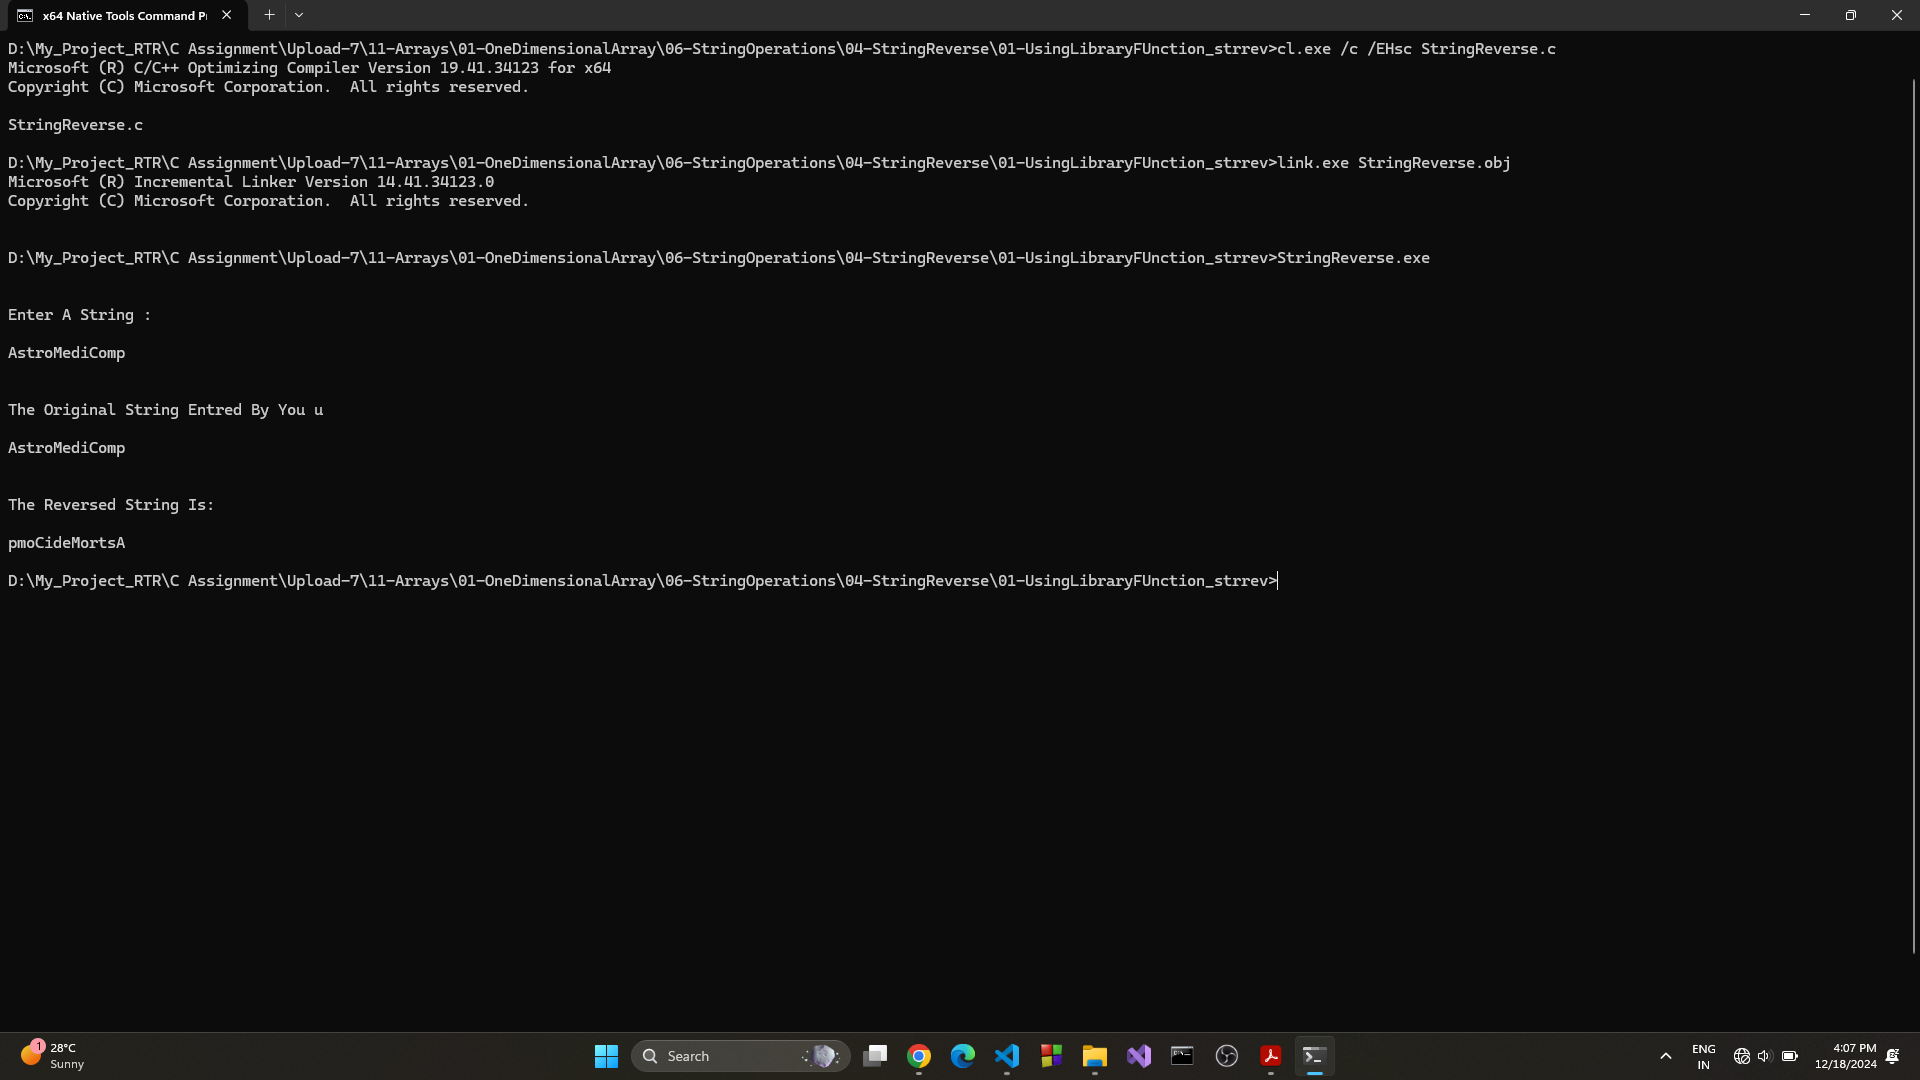 x64 Native Tools Command P
D:\My_Project_RTR\C Assignment\Upload-7\11-Arrays\01-OneDimensionalArray\06-StringOperations\04-StringReverse\01-UsingLibraryFUnction_strrev>cl.exe /c /EHsc StringReverse.c
Microsoft (R) C/C++ Optimizing Compiler Version 19.41.34123 for x64
Copyright (C) Microsoft Corporation.  All rights reserved.
StringReverse.c
D:\My_Project_RTR\C Assignment\Upload-7\11-Arrays\01-OneDimensionalArray\06-StringOperations\04-StringReverse\01-UsingLibraryFUnction_strrev>link.exe StringReverse.obj
Microsoft (R) Incremental Linker Version 14.41.34123.0
Copyright (C) Microsoft Corporation.  All rights reserved.
D:\My_Project_RTR\C Assignment\Upload-7\11-Arrays\01-OneDimensionalArray\06-StringOperations\04-StringReverse\01-UsingLibraryFUnction_strrev>StringReverse.exe
Enter A String :
AstroMediComp
The Original String Entred By You u
AstroMediComp
The Reversed String Is:
pmoCideMortsA
D:\My_Project_RTR\C Assignment\Upload-7\11-Arrays\01-OneDimensionalArray\06-StringOperations\04-StringReverse\01-UsingLibraryFUnction_strrev>
1
28°C
Sunny
Search
ENG
IN
4:07 PM
12/18/2024